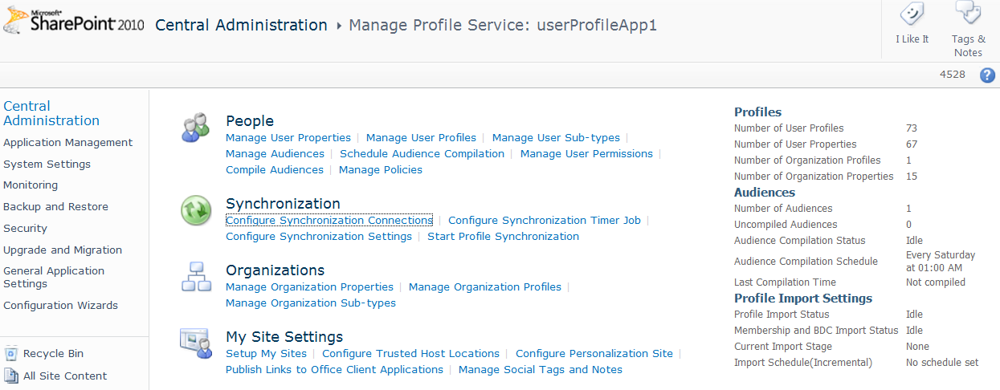 Microsoft
SharePoint 2010 Central Administration ▸ Manage Profile Service: userProfileApp1
I Like It
Tags &
Notes
4528 ?
Central
Administration
Application Management
System Settings
Monitoring
Backup and Restore
Security
Upgrade and Migration
General Application
Settings
Configuration Wizards
Recycle Bin
All Site Content
People
Manage User Properties | Manage User Profiles | Manage User Sub-types |
Manage Audiences | Schedule Audience Compilation | Manage User Permissions |
Compile Audiences | Manage Policies
Synchronization
Configure Synchronization Connections | Configure Synchronization Timer Job |
Configure Synchronization Settings | Start Profile Synchronization
Organizations
Manage Organization Properties | Manage Organization Profiles |
Manage Organization Sub-types
My Site Settings
Setup My Sites | Configure Trusted Host Locations | Configure Personalization Site |
Publish Links to Office Client Applications | Manage Social Tags and Notes
Profiles
Number of User Profiles 73
Number of User Properties 67
Number of Organization Profiles 1
Number of Organization Properties 15
Audiences
Number of Audiences 1
Uncompiled Audiences 0
Audience Compilation Status Idle
Audience Compilation Schedule Every Saturday
at 01:00 AM
Last Compilation Time Not compiled
Profile Import Settings
Profile Import Status Idle
Membership and BDC Import Status Idle
Current Import Stage None
Import Schedule(Incremental) No schedule set